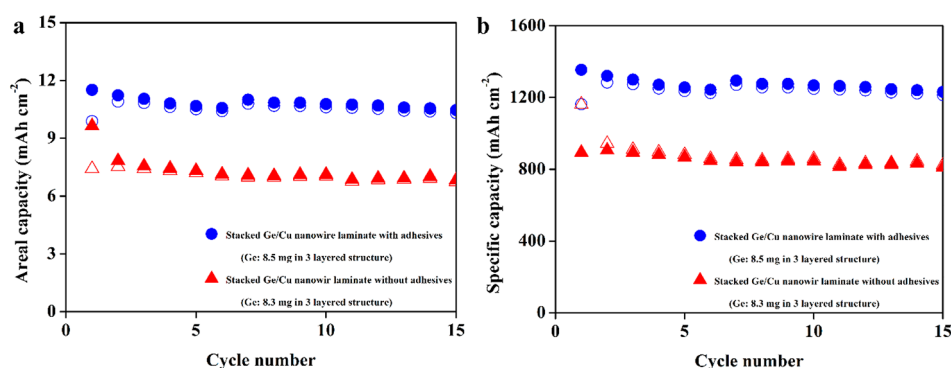 a
Areal capacity (mAh cm-2)
15
12
9
6
3
0
0
5
10
15
Cycle number
Stacked Ge/Cu nanowire laminate with adhesives
(Ge: 8.5 mg in 3 layered structure)
Stacked Ge/Cu nanowir laminate without adhesives
(Ge: 8.3 mg in 3 layered structure)
b
Specific capacity (mAh cm-2)
1600
1200
800
400
0
0
5
10
15
Cycle number
Stacked Ge/Cu nanowire laminate with adhesives
(Ge: 8.5 mg in 3 layered structure)
Stacked Ge/Cu nanowir laminate without adhesives
(Ge: 8.3 mg in 3 layered structure)